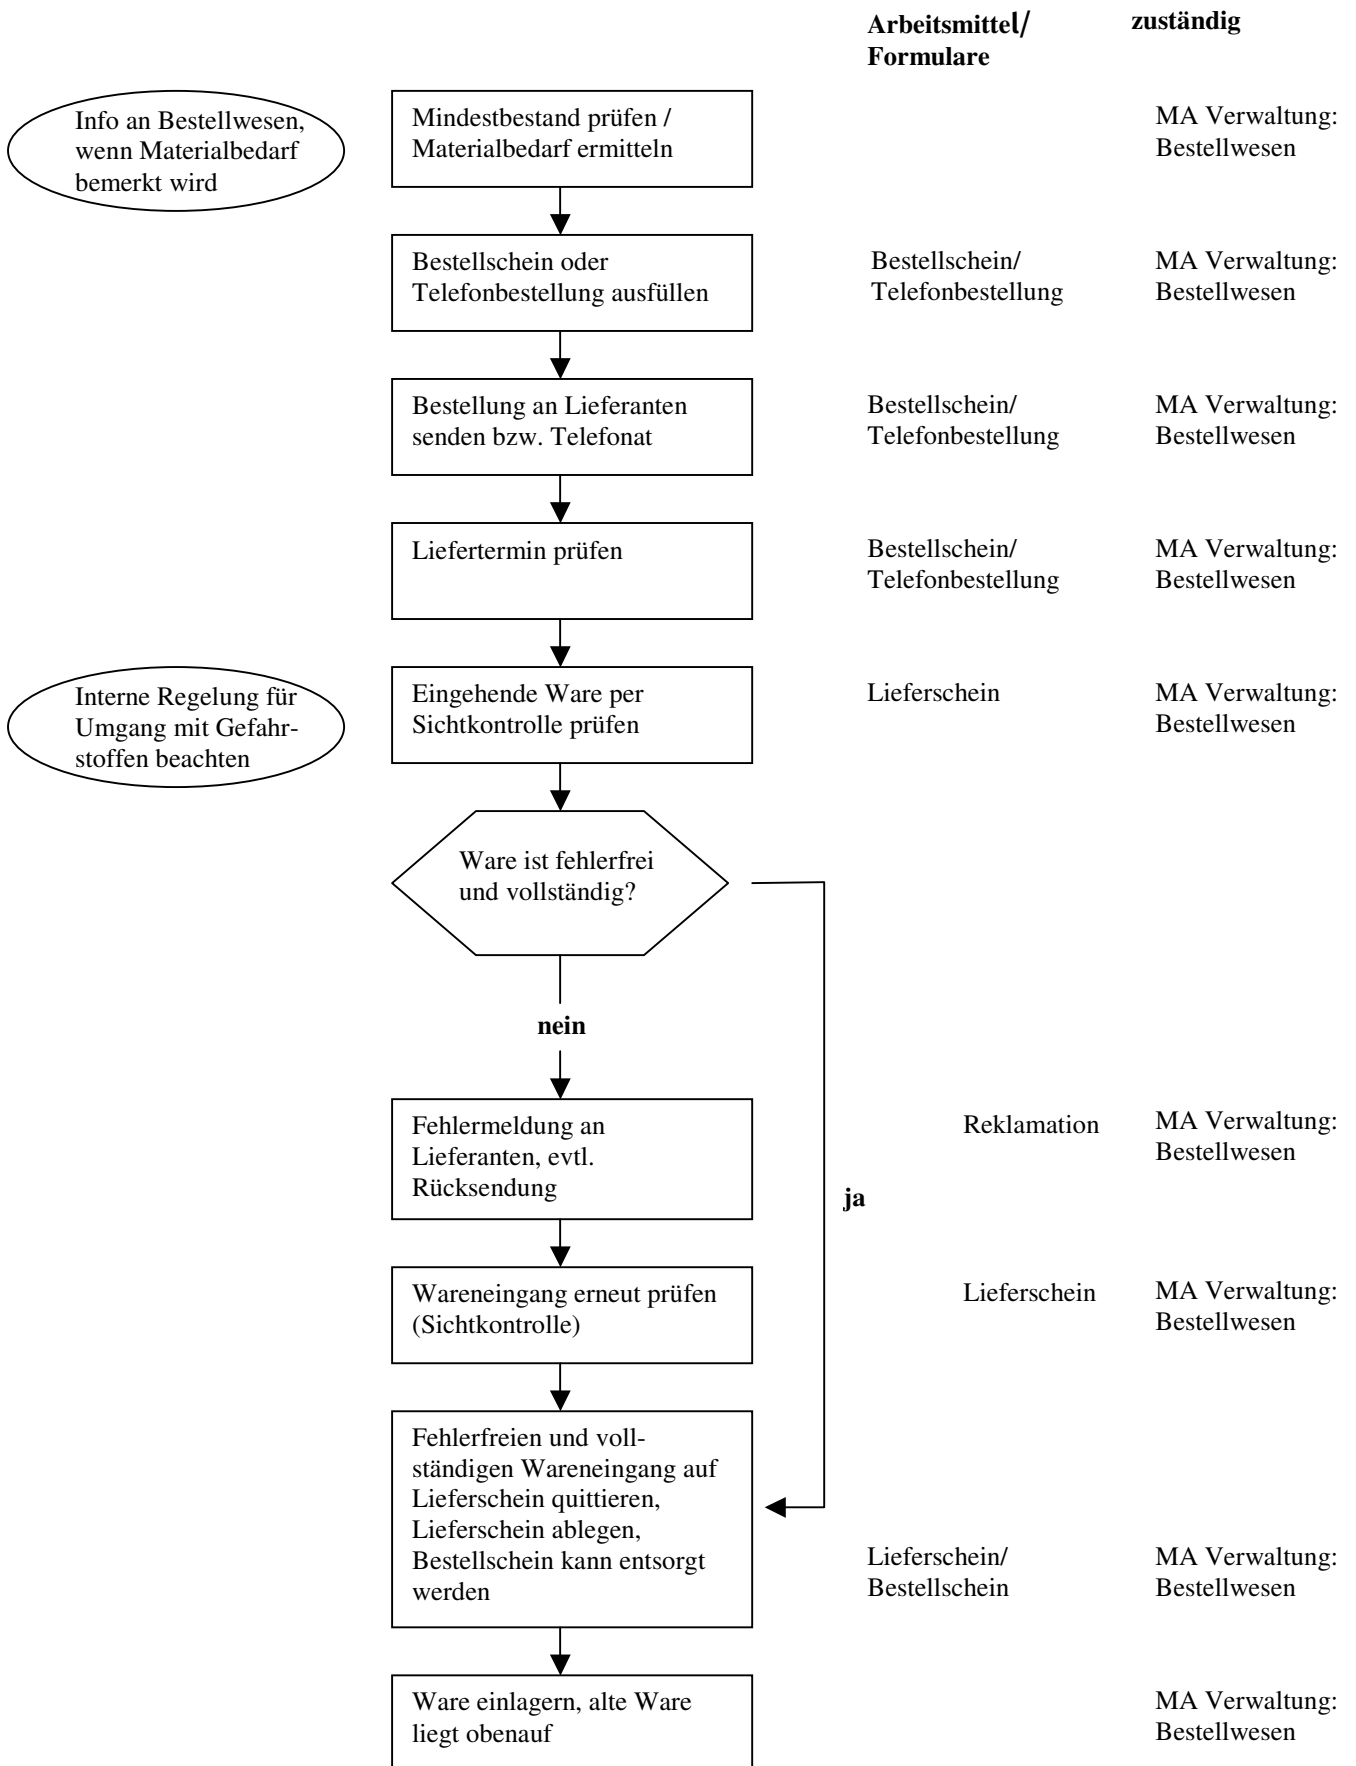 Arbeitsmittel/ zuständig
Formulare
Info an Bestellwesen,
wenn Materialbedarf
bemerkt wird
Mindestbestand prüfen /
Materialbedarf ermitteln
MA Verwaltung:
Bestellwesen
Bestellschein oder
Telefonbestellung ausfüllen
Bestellschein/
Telefonbestellung
MA Verwaltung:
Bestellwesen
Bestellung an Lieferanten
senden bzw. Telefonat
Bestellschein/
Telefonbestellung
MA Verwaltung:
Bestellwesen
Liefertermin prüfen
Bestellschein/
Telefonbestellung
MA Verwaltung:
Bestellwesen
Interne Regelung für
Umgang mit Gefahr-
stoffen beachten
Eingehende Ware per
Sichtkontrolle prüfen
Lieferschein
MA Verwaltung:
Bestellwesen
Ware ist fehlerfrei
und vollständig?
nein
Fehlermeldung an
Lieferanten, evtl.
Rücksendung
Reklamation
MA Verwaltung:
Bestellwesen
ja
Wareneingang erneut prüfen
(Sichtkontrolle)
Lieferschein
MA Verwaltung:
Bestellwesen
Fehlerfreien und voll-
ständigen Wareneingang auf
Lieferschein quittieren,
Lieferschein ablegen,
Bestellschein kann entsorgt
werden
Lieferschein/
Bestellschein
MA Verwaltung:
Bestellwesen
Ware einlagern, alte Ware
liegt obenauf
MA Verwaltung:
Bestellwesen